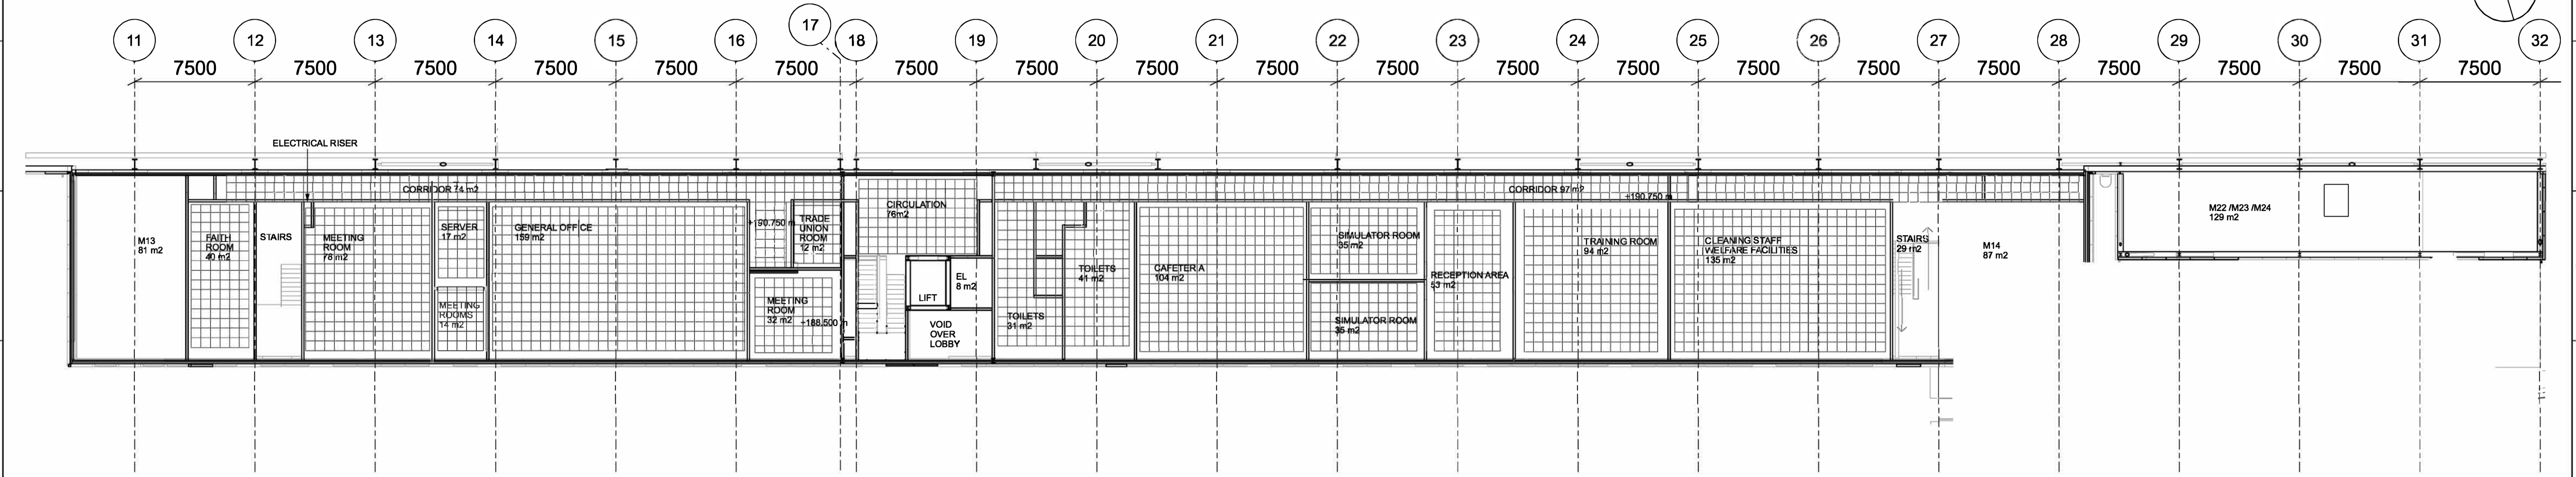 11 12 13 14 15 16 17 18 19 20 21 22 23 24 25 26 27 28 29 30 31 32
7500 7500 7500 7500 7500 7500 7500 7500 7500 7500 7500 7500 7500 7500 7500 7500 7500 7500 7500 7500
ELECTRICAL RISER
CORRIDOR 74 m2
M13
81 m2
FAITH
ROOM
40 m2
STAIRS
MEETING
ROOM
78 m2
SERVER
17 m2
MEETING
ROOMS
14 m2
GENERAL OFFICE
159 m2
+190.750 m
TRADE
UNION
ROOM
12 m2
MEETING
ROOM
32 m2
+188.500 m
CIRCULATION
76m2
LIFT
EL
8 m2
VOID
OVER
LOBBY
TOILETS
31 m2
TOILETS
41 m2
CAFETERIA
104 m2
SIMULATOR ROOM
35 m2
SIMULATOR ROOM
35 m2
RECEPTION AREA
53 m2
CORRIDOR 97 m2
+190.750 m
TRAINING ROOM
94 m2
CLEANING STAFF
WELFARE FACILITIES
135 m2
STAIRS
29 m2
M14
87 m2
M22 /M23 /M24
129 m2